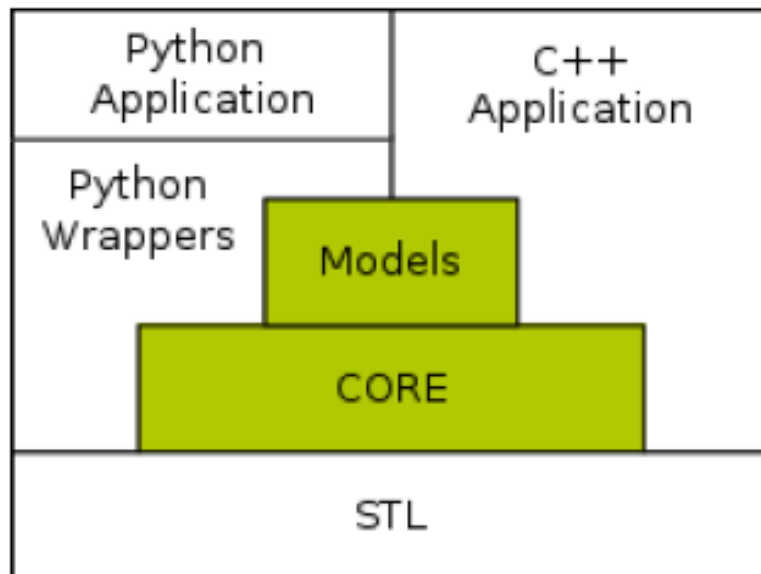 Python
Application
C++
Application
Python
Wrappers
Models
CORE
STL